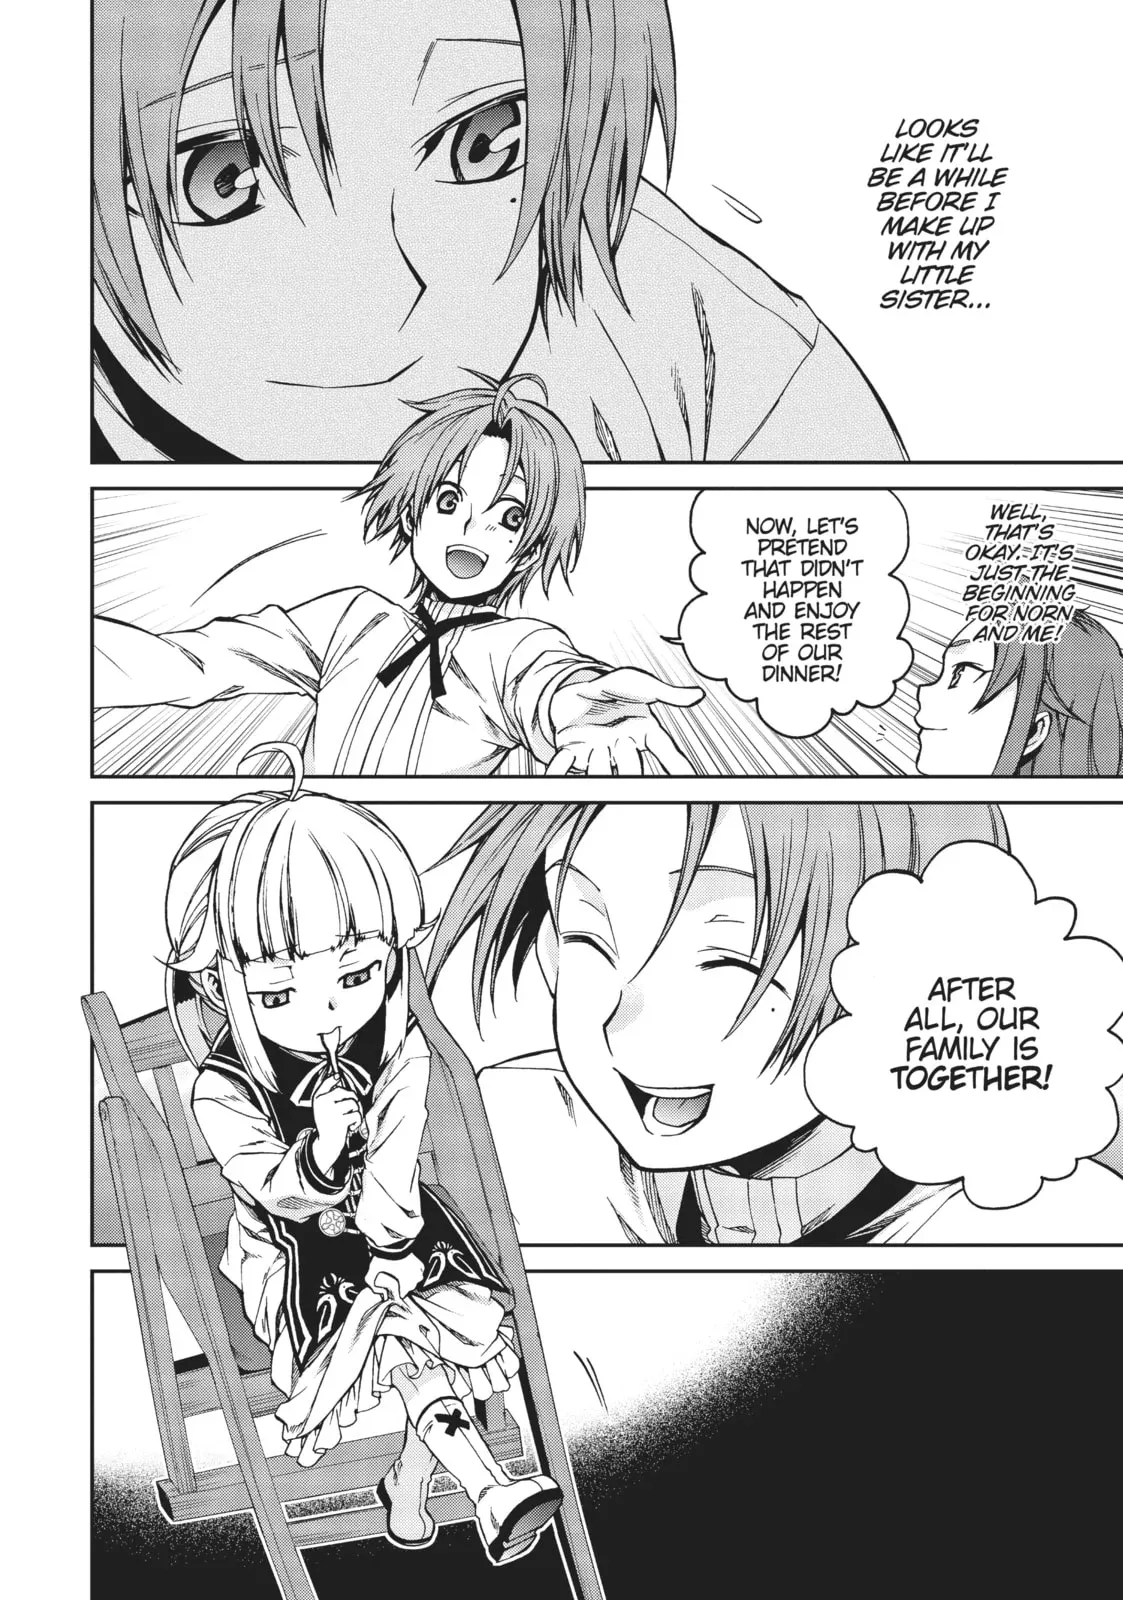 LOOKS
LIKE IT'LL
BE A WHILE
BEFORE I
MAKE UP
WITH MY
LITTLE
SISTER...
WELL,
THAT'S
OKAY. IT'S
JUST THE
BEGINNING
FOR NORN
AND ME!
NOW, LET'S
PRETEND
THAT DIDN'T
HAPPEN
AND ENJOY
THE REST
OF OUR
DINNER!
AFTER
ALL, OUR
FAMILY IS
TOGETHER!